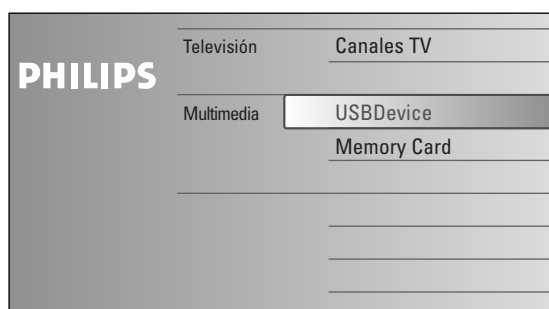 PHILIPS
Televisión Canales TV
Multimedia USBDevice
Memory Card